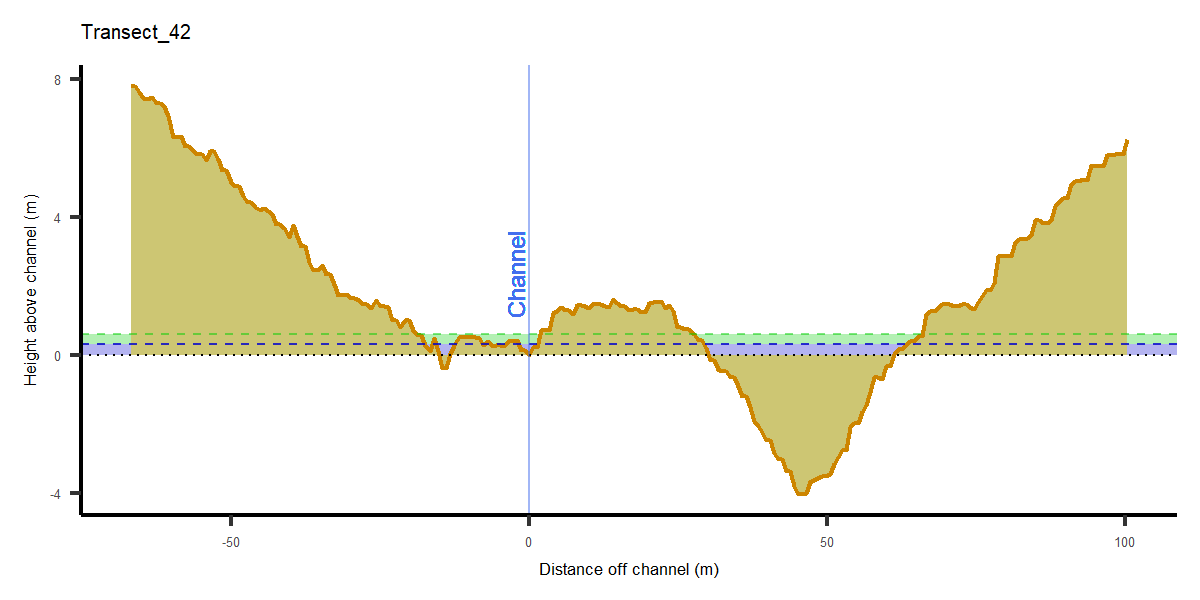 Transect_42
Height above channel (m)
8
4
0
-4
Channel
-50
0
50
100
Distance off channel (m)